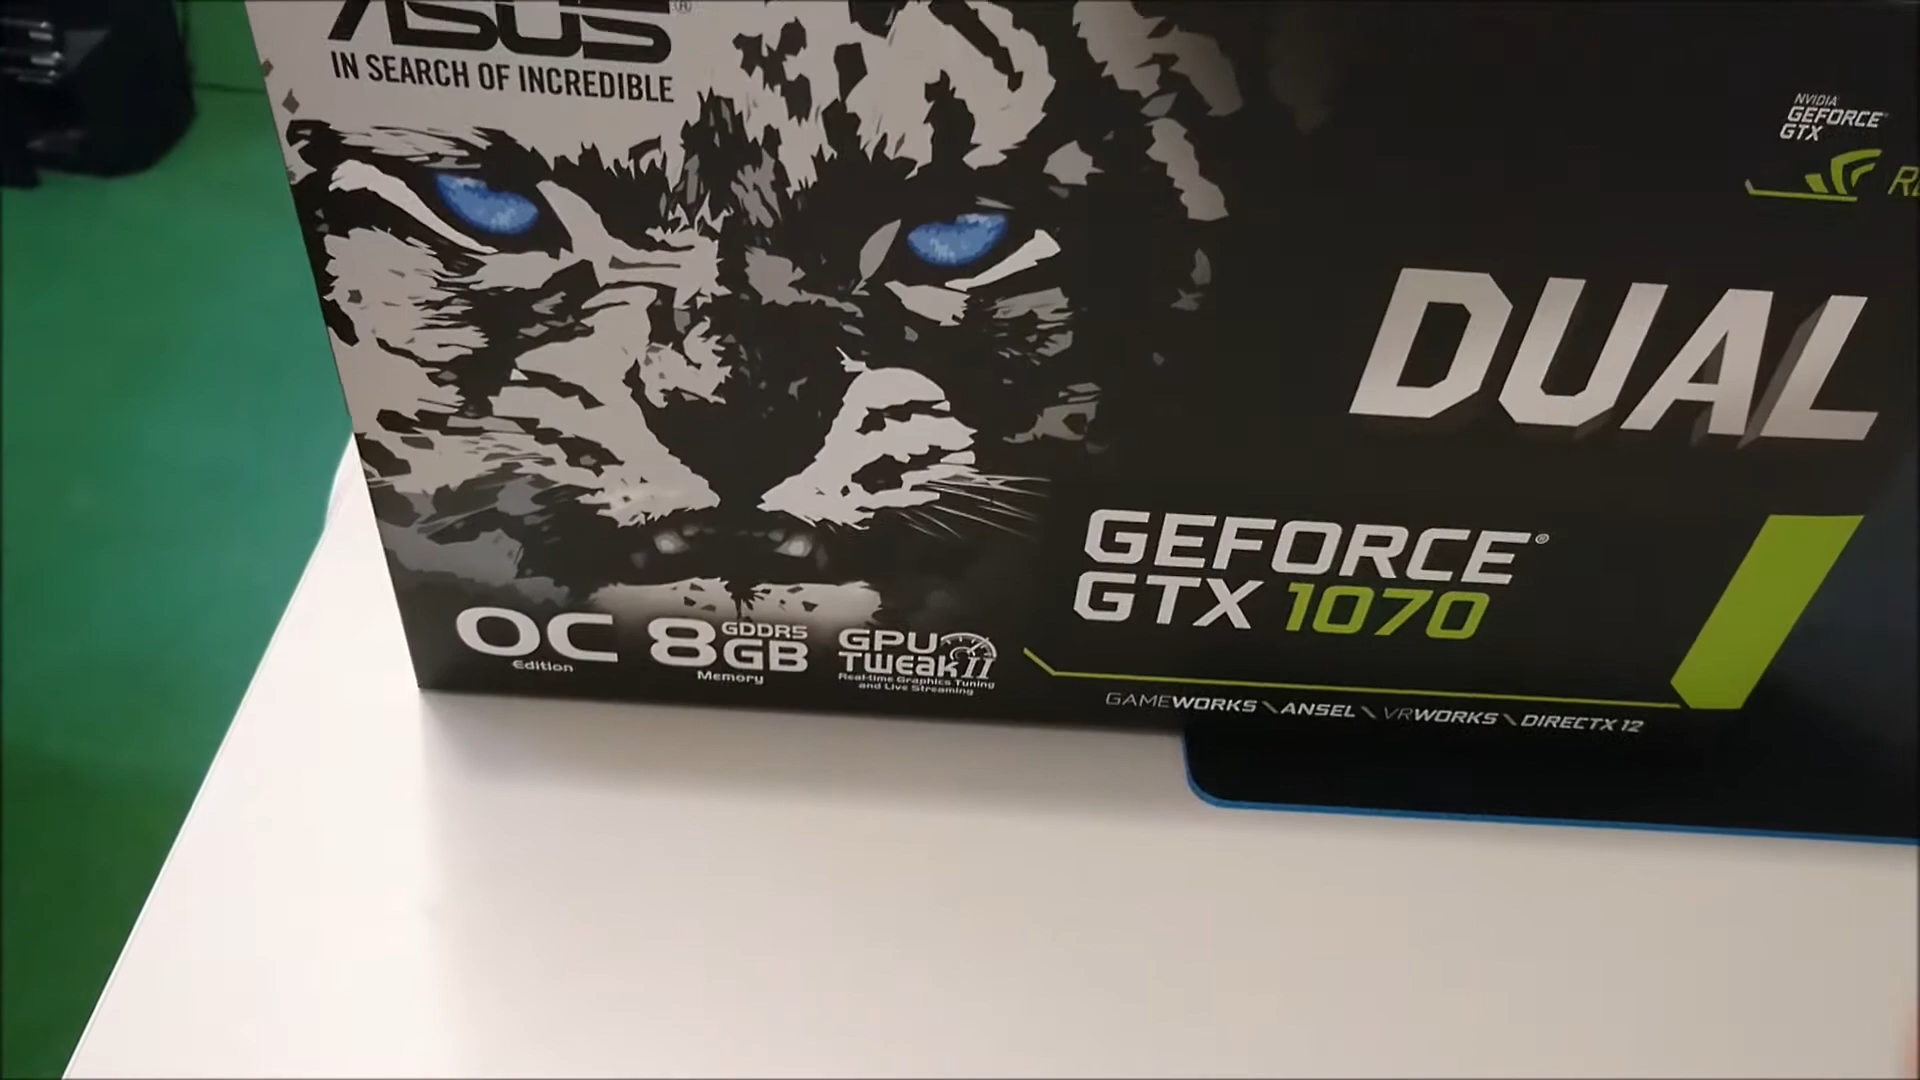 ASUS®
IN SEARCH OF INCREDIBLE
NVIDIA
GEFORCE
GTX
DUAL
GEFORCE®
GTX 1070
OC
Edition
8GB
GDDR5
Memory
GPU
TWeak II
Real-time Graphics Tuning
and Live Streaming
GAMEWORKS \ ANSEL \ VRWORKS \ DIRECTX 12